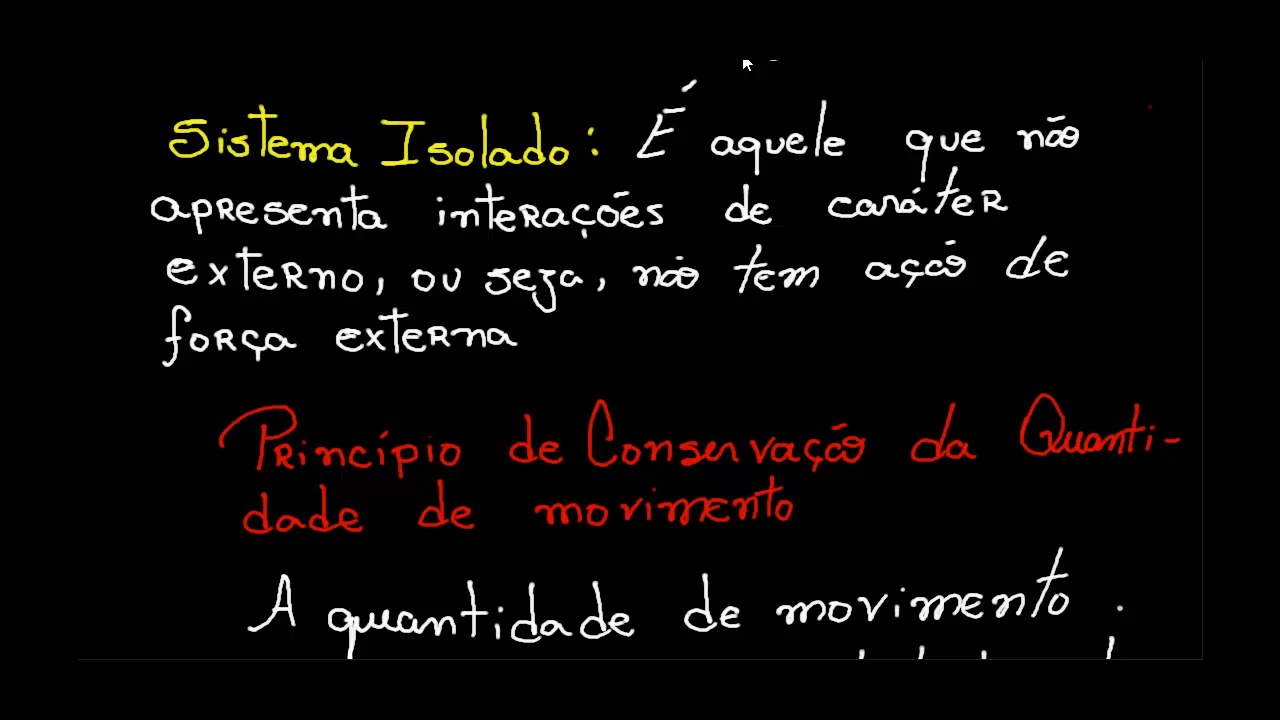 Sistema Isolado: É aquele que não
apresenta interações de caráter
externo, ou seja, não tem ação de
força externa
Princípio de Conservação da Quanti-
dade de movimento
A quantidade de movimento